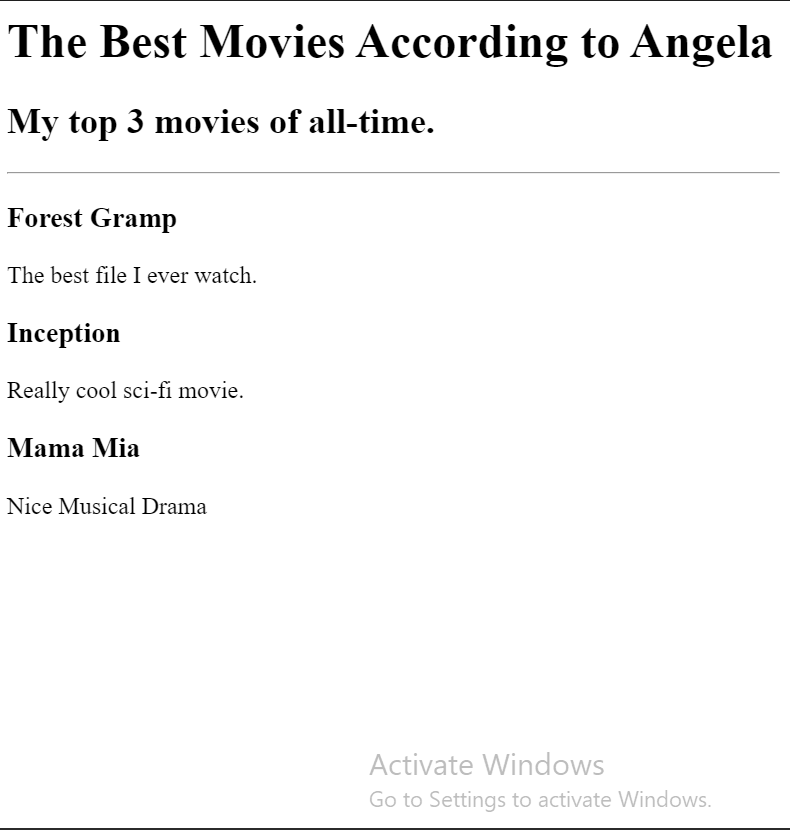 The Best Movies According to Angela
My top 3 movies of all-time.
Forest Gramp
The best file I ever watch.
Inception
Really cool sci-fi movie.
Mama Mia
Nice Musical Drama
Activate Windows
Go to Settings to activate Windows.